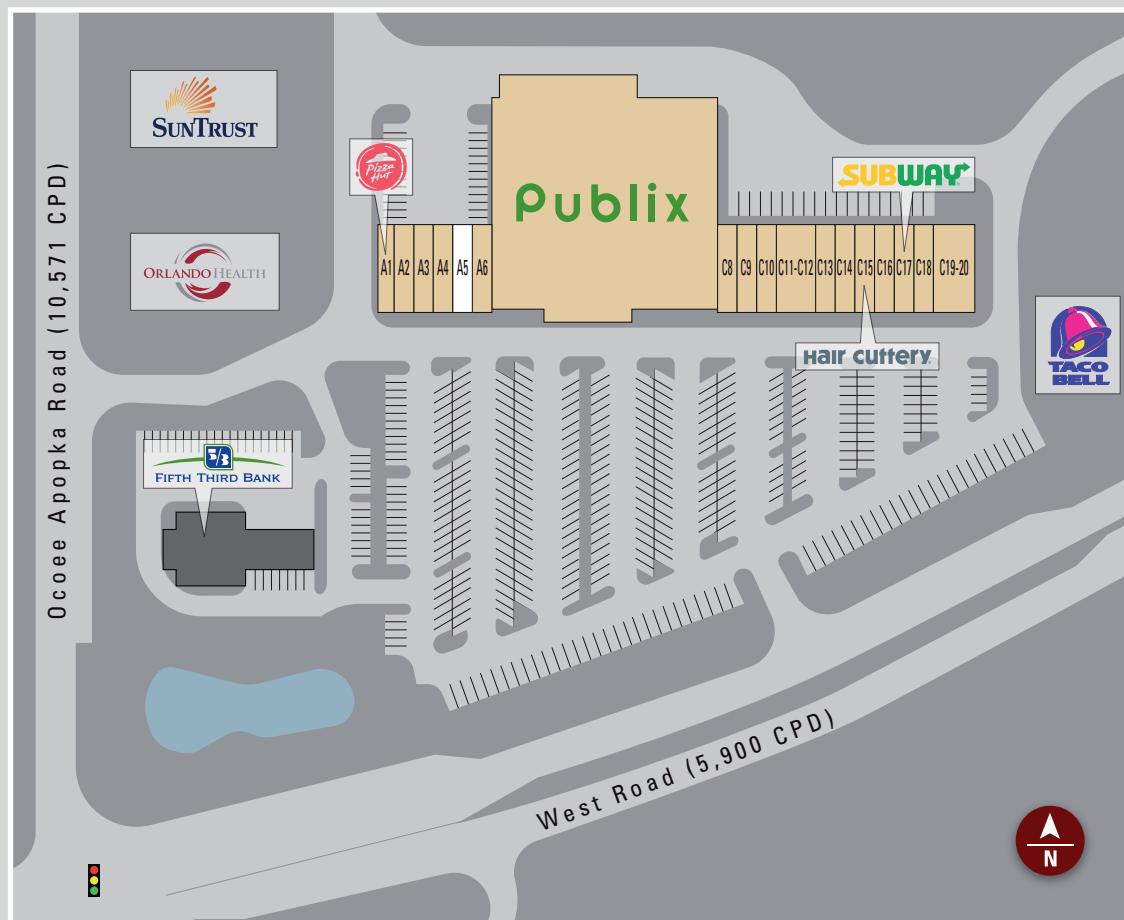 SUNTRUST
Pizza
Hut
SUBWAY
Publix
A1 A2 A3 A4 A5 A6
C8 C9 C10 C11-C12 C13 C14 C15 C16 C17 C18 C19-20
ORLANDO HEALTH
Ocoee Apopka Road (10,571 CPD)
HAIR CUTTERY
TACO
BELL
5/3
FIFTH THIRD BANK
West Road (5,900 CPD)
N